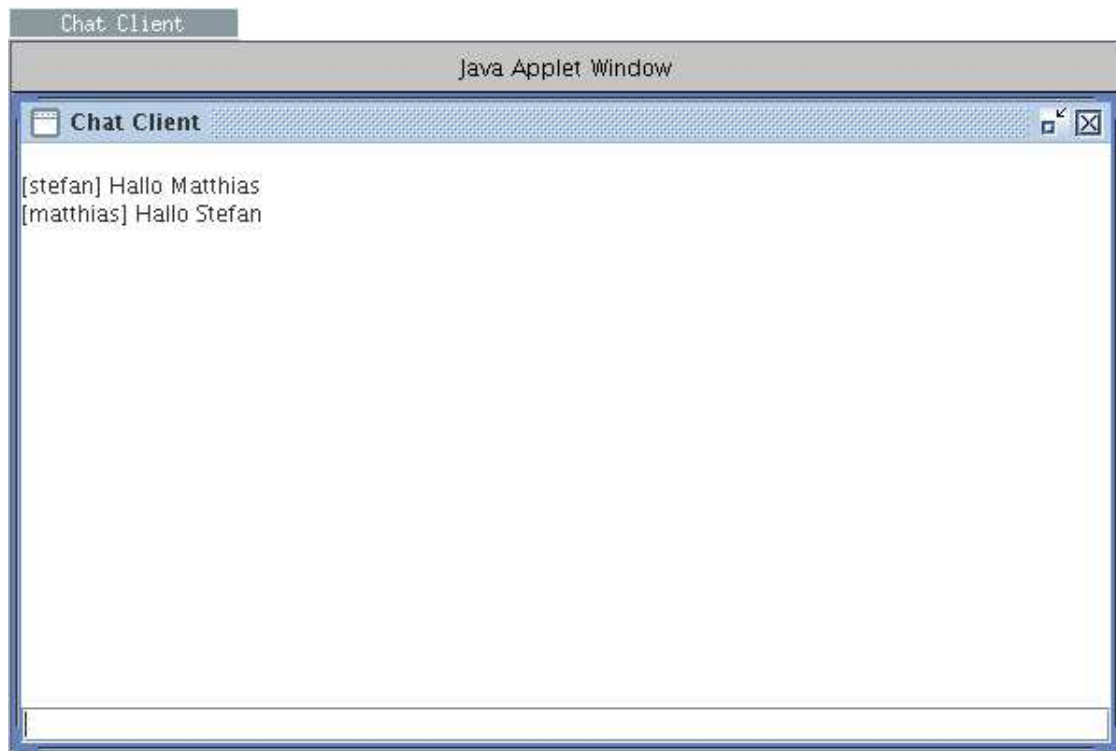 Chat Client
Java Applet Window
Chat Client
[stefan] Hallo Matthias
[matthias] Hallo Stefan